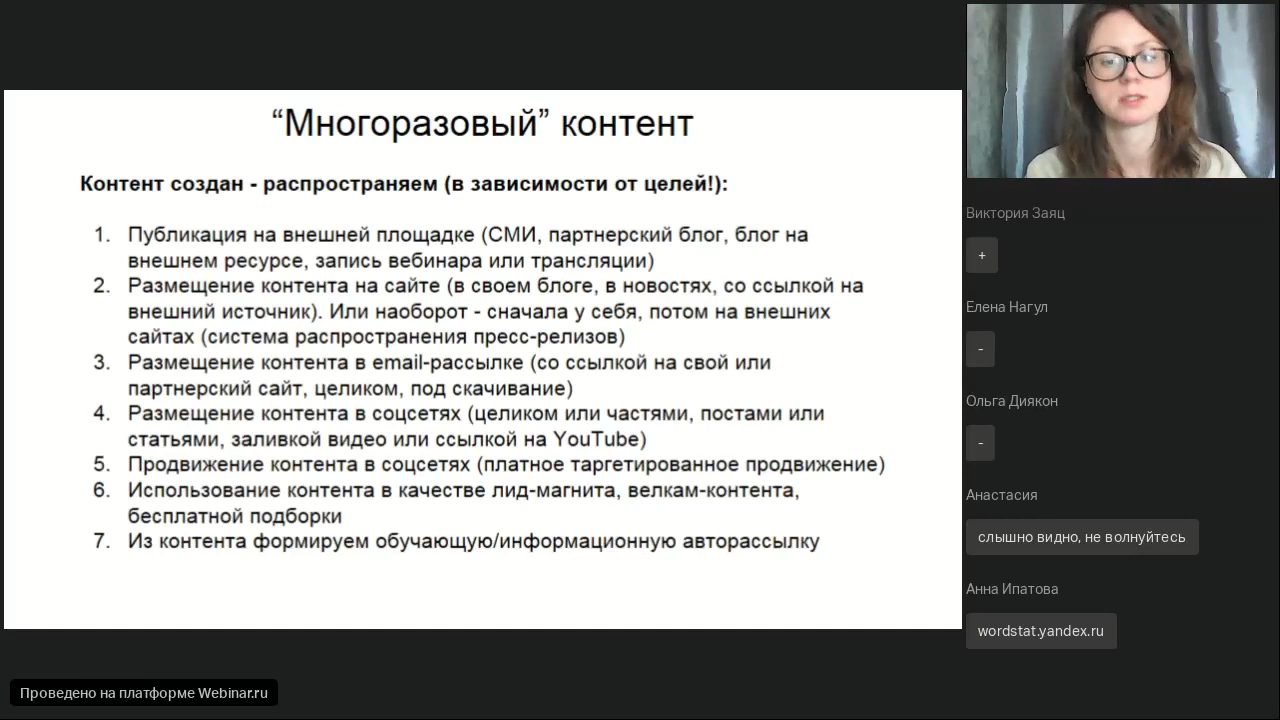 “Многоразовый” контент
Контент создан - распространяем (в зависимости от целей!):
1. Публикация на внешней площадке (СМИ, партнерский блог, блог на
внешнем ресурсе, запись вебинара или трансляции)
2. Размещение контента на сайте (в своем блоге, в новостях, со ссылкой на
внешний источник). Или наоборот - сначала у себя, потом на внешних
сайтах (система распространения пресс-релизов)
3. Размещение контента в email-рассылке (со ссылкой на свой или
партнерский сайт, целиком, под скачивание)
4. Размещение контента в соцсетях (целиком или частями, постами или
статьями, заливкой видео или ссылкой на YouTube)
5. Продвижение контента в соцсетях (платное таргетированное продвижение)
6. Использование контента в качестве лид-магнита, велкам-контента,
бесплатной подборки
7. Из контента формируем обучающую/информационную авторассылку
Виктория Заяц
+
Елена Нагул
-
Ольга Диякон
-
Анастасия
слышно видно, не волнуйтесь
Анна Ипатова
wordstat.yandex.ru
Проведено на платформе Webinar.ru